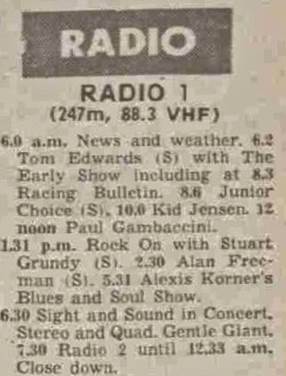 RADIO
RADIO 1
(247m, 88.3 VHF)
6.0 a.m. News and weather. 6.2
Tom Edwards (S) with The
Early Show including at 8.3
Racing Bulletin. 8.6 Junior
Choice (S). 10.0 Kid Jensen. 12
noon Paul Gambaccini.
1.31 p.m. Rock On with Stuart
Grundy (S). 2.30 Alan Free-
man (S). 5.31 Alexis Korner's
Blues and Soul Show.
6.30 Sight and Sound in Concert,
Stereo and Quad. Gentle Giant.
7.30 Radio 2 until 12.33 a.m.
Close down.